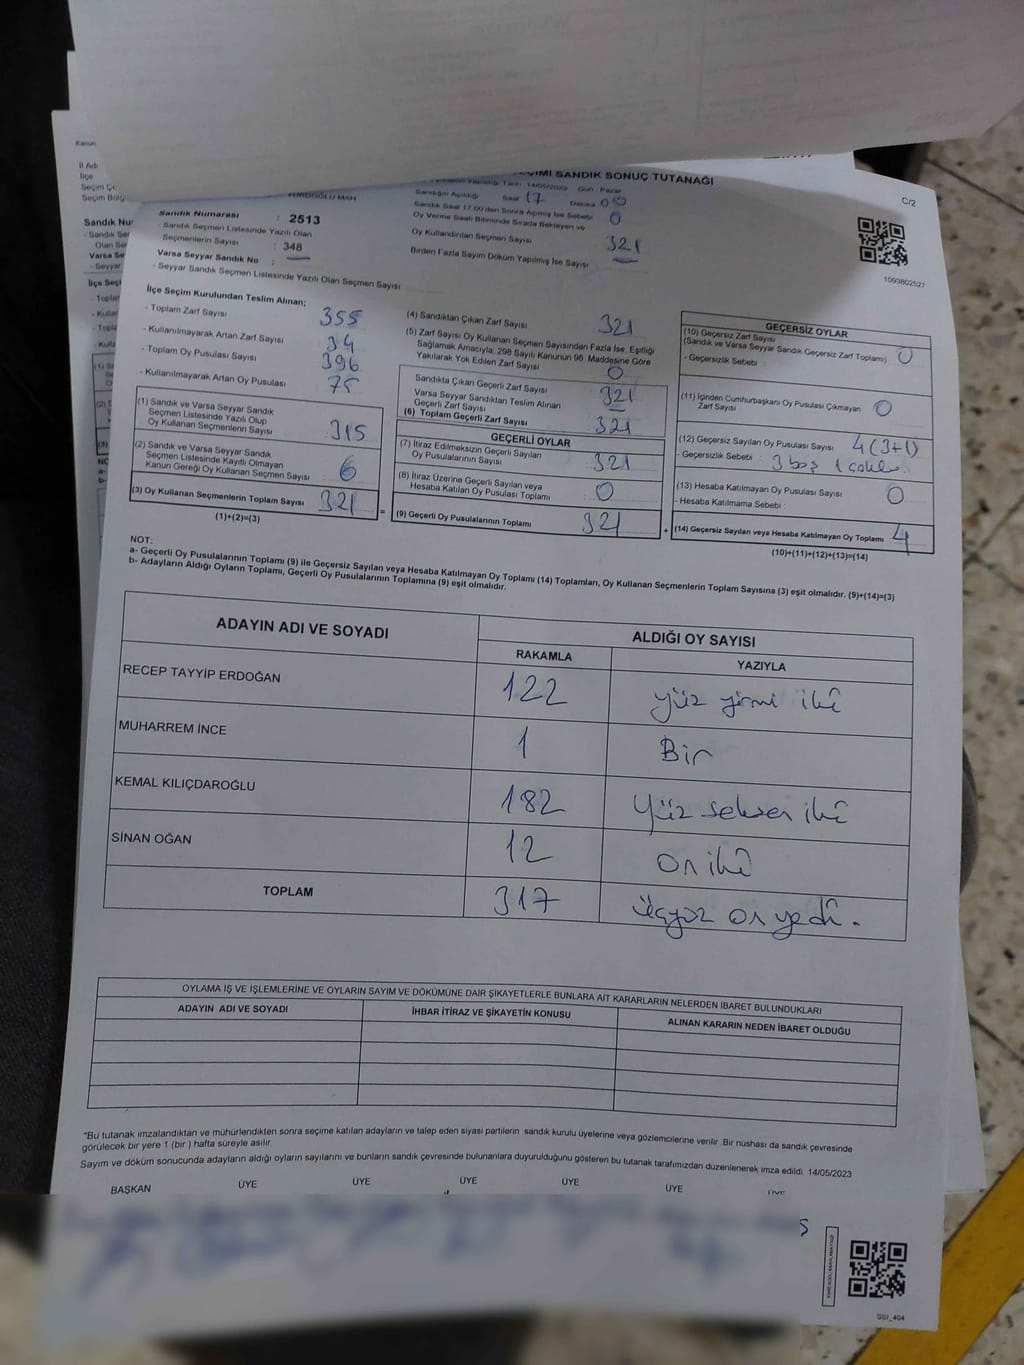 SANDIK SONUÇ TUTANAĞI
C/2
Kanun
İl Adı
İlçe
Sandık Nu
Sandık Numarası : 2513
- Sandık Seçmen Listesinde Yazılı Olan
Seçmenlerin Sayısı : 348
Varsa Seyyar Sandık No :
- Seyyar Sandık Seçmen Listesinde Yazılı Olan Seçmen Sayısı
Saat 17 Dakika 00
Sandık Saat 17:00'den Sonra Açılmış İse Sebebi
Oy Verme Saati Bitiminde Sırada Bekleyen ve
Oy Kullandırılan Seçmen Sayısı 0
321
Birden Fazla Sayım Döküm Yapılmış İse Sayısı
1093802527
İlçe Seçim Kurulundan Teslim Alınan;
- Toplam Zarf Sayısı 355
- Kullanılmayarak Artan Zarf Sayısı 34
- Toplam Oy Pusulası Sayısı 396
- Kullanılmayarak Artan Oy Pusulası 75
(1) Sandık ve Varsa Seyyar Sandık
Seçmen Listesinde Yazılı Olup
Oy Kullanan Seçmenlerin Sayısı 315
(2) Sandık ve Varsa Seyyar Sandık
Seçmen Listesinde Kayıtlı Olmayan
Kanun Gereği Oy Kullanan Seçmen Sayısı 6
(3) Oy Kullanan Seçmenlerin Toplam Sayısı 321
(1)+(2)=(3)
=
(4) Sandıktan Çıkan Zarf Sayısı 321
(5) Zarf Sayısı Oy Kullanan Seçmen Sayısından Fazla İse, Eşitliği
Sağlamak Amacıyla; 298 Sayılı Kanunun 98. Maddesine Göre
Yakılarak Yok Edilen Zarf Sayısı 0
Sandıkta Çıkan Geçerli Zarf Sayısı 321
Varsa Seyyar Sandıktan Teslim Alınan
Geçerli Zarf Sayısı
(6) Toplam Geçerli Zarf Sayısı 321
GEÇERLİ OYLAR
(7) İtiraz Edilmeksizin Geçerli Sayılan
Oy Pusulalarının Sayısı 321
(8) İtiraz Üzerine Geçerli Sayılan veya
Hesaba Katılan Oy Pusulası Toplamı 0
(9) Geçerli Oy Pusulalarının Toplamı 321
+
GEÇERSİZ OYLAR
(10) Geçersiz Zarf Sayısı
(Sandık ve Varsa Seyyar Sandık Geçersiz Zarf Toplamı) 0
- Geçersizlik Sebebi :
(11) İçinden Cumhurbaşkanı Oy Pusulası Çıkmayan
Zarf Sayısı 0
(12) Geçersiz Sayılan Oy Pusulası Sayısı 4 (3+1)
- Geçersizlik Sebebi : 3 boş 1
(13) Hesaba Katılmayan Oy Pusulası Sayısı 0
- Hesaba Katılmama Sebebi :
(14) Geçersiz Sayılan veya Hesaba Katılmayan Oy Toplamı 4
(10)+(11)+(12)+(13)=(14)
NOT:
a- Geçerli Oy Pusulalarının Toplamı (9) ile Geçersiz Sayılan veya Hesaba Katılmayan Oy Toplamı (14) Toplamları, Oy Kullanan Seçmenlerin Toplam Sayısına (3) eşit olmalıdır. (9)+(14)=(3)
b- Adayların Aldığı Oyların Toplamı, Geçerli Oy Pusulalarının Toplamına (9) eşit olmalıdır.
ADAYIN ADI VE SOYADI
ALDIĞI OY SAYISI
RAKAMLA YAZIYLA
RECEP TAYYİP ERDOĞAN 122 yüz yirmi iki
MUHARREM İNCE 1 Bir
KEMAL KILIÇDAROĞLU 182 Yüz seksen iki
SİNAN OĞAN 12 on iki
TOPLAM 317 üçyüz on yedi.
OYLAMA İŞ VE İŞLEMLERİNE VE OYLARIN SAYIM VE DÖKÜMÜNE DAİR ŞİKAYETLERLE BUNLARA AİT KARARLARIN NELERDEN İBARET BULUNDUKLARI
ADAYIN ADI VE SOYADI İHBAR İTİRAZ VE ŞİKAYETİN KONUSU ALINAN KARARIN NEDEN İBARET OLDUĞU
*Bu tutanak imzalandıktan ve mühürlendikten sonra seçime katılan adayların ve talep eden siyasi partilerin sandık kurulu üyelerine veya gözlemcilerine verilir. Bir nüshası da sandık çevresinde
görülecek bir yere 1 (bir ) hafta süreyle asılır.
Sayım ve döküm sonucunda adayların aldığı oyların sayılarını ve bunların sandık çevresinde bulunanlara duyurulduğunu gösteren bu tutanak tarafımızdan düzenlenerek imza edildi. 14/05/2023
BAŞKAN ÜYE ÜYE ÜYE ÜYE ÜYE ÜYE
SSI_404